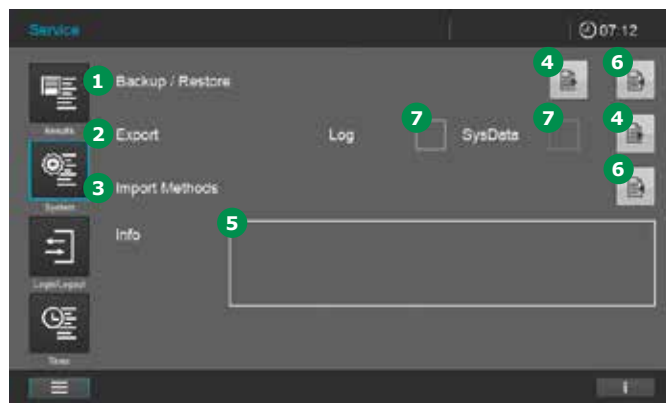 Service 07:12
4 6
1 Backup / Restore
Results 7 7 4
2 Export Log SysData
6
3 Import Methods
System
5
Info
Login/Logout
Timer
i